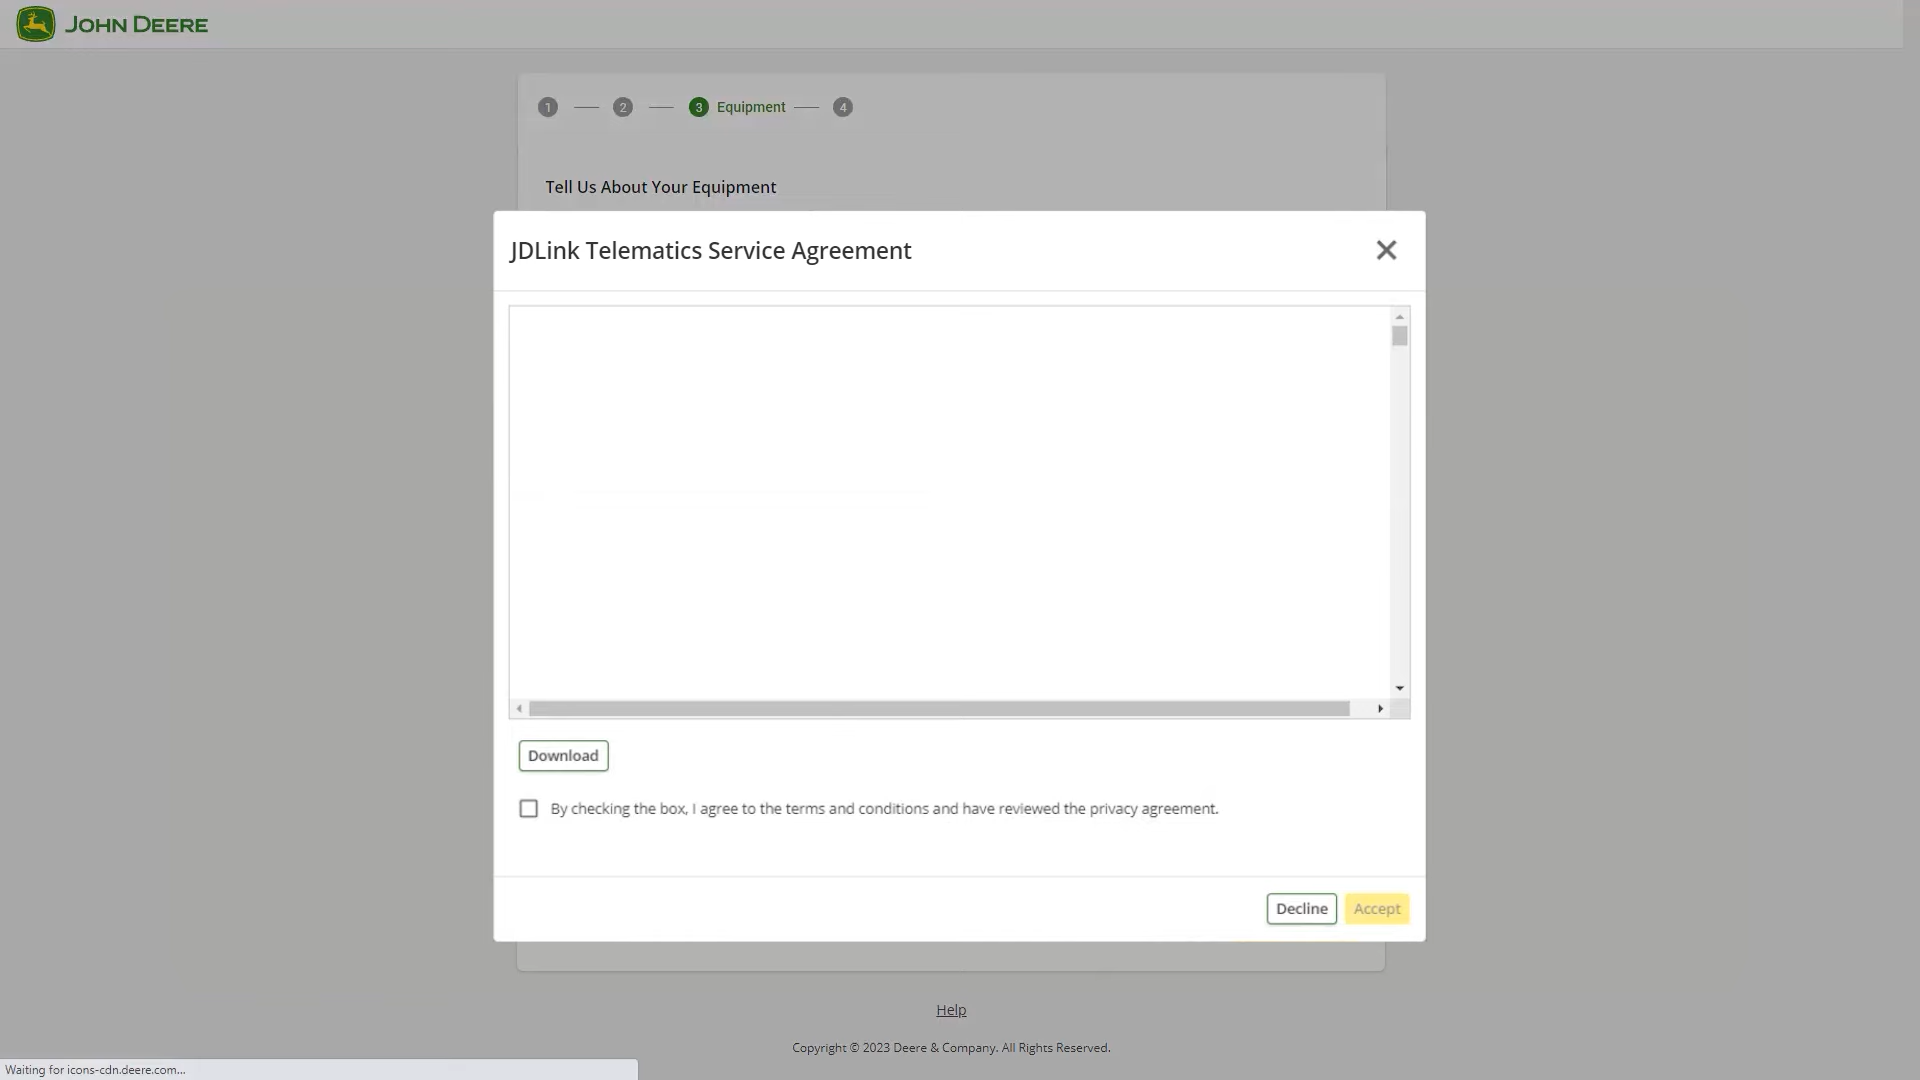 JOHN DEERE
1 2 3 Equipment 4
Tell Us About Your Equipment
JDLink Telematics Service Agreement
Download
By checking the box, I agree to the terms and conditions and have reviewed the privacy agreement.
Decline Accept
Help
Copyright © 2023 Deere & Company. All Rights Reserved.
Waiting for icons-cdn.deere.com...